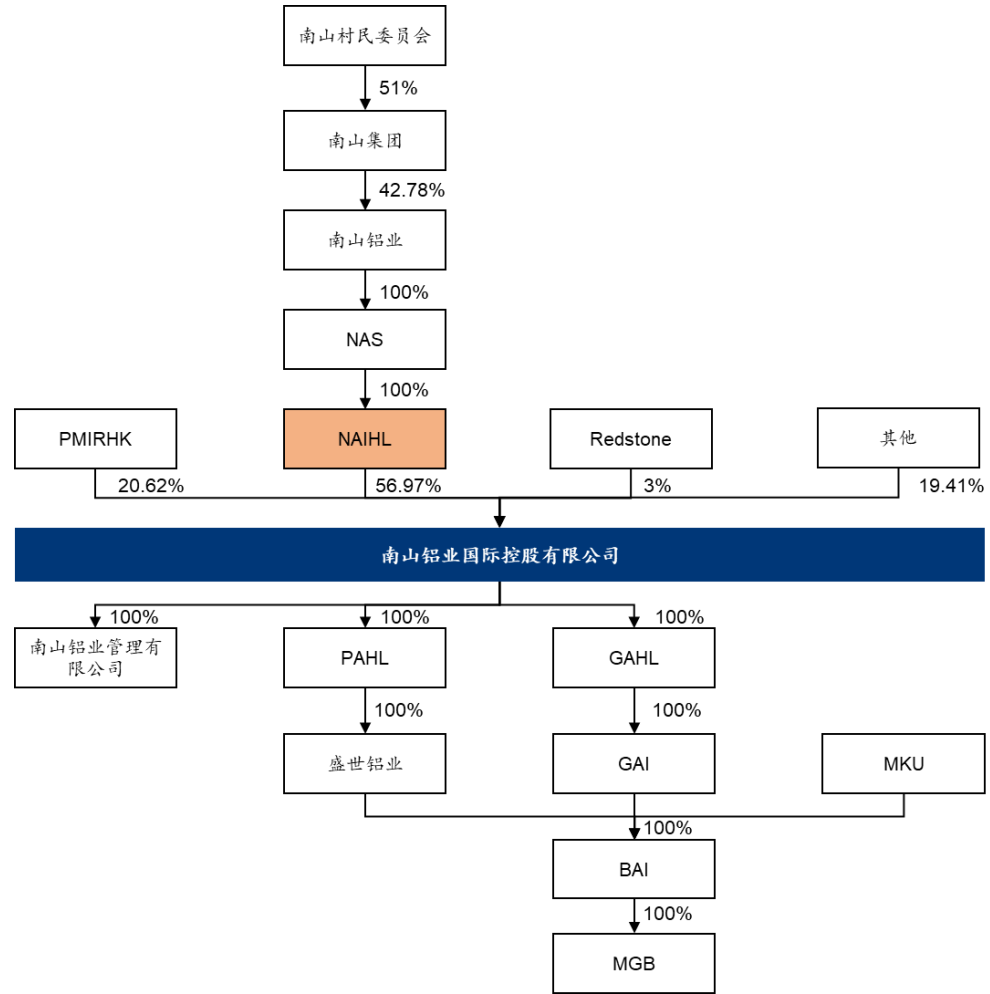 南山村民委员会
51%
南山集团
42.78%
南山铝业
100%
NAS
100%
PMIRHK
NAIHL
Redstone
其他
20.62%
56.97%
3%
19.41%
南山铝业国际控股有限公司
100%
100%
100%
南山铝业管理有
限公司
PAHL
GAHL
100%
100%
盛世铝业
GAI
MKU
100%
BAI
100%
MGB